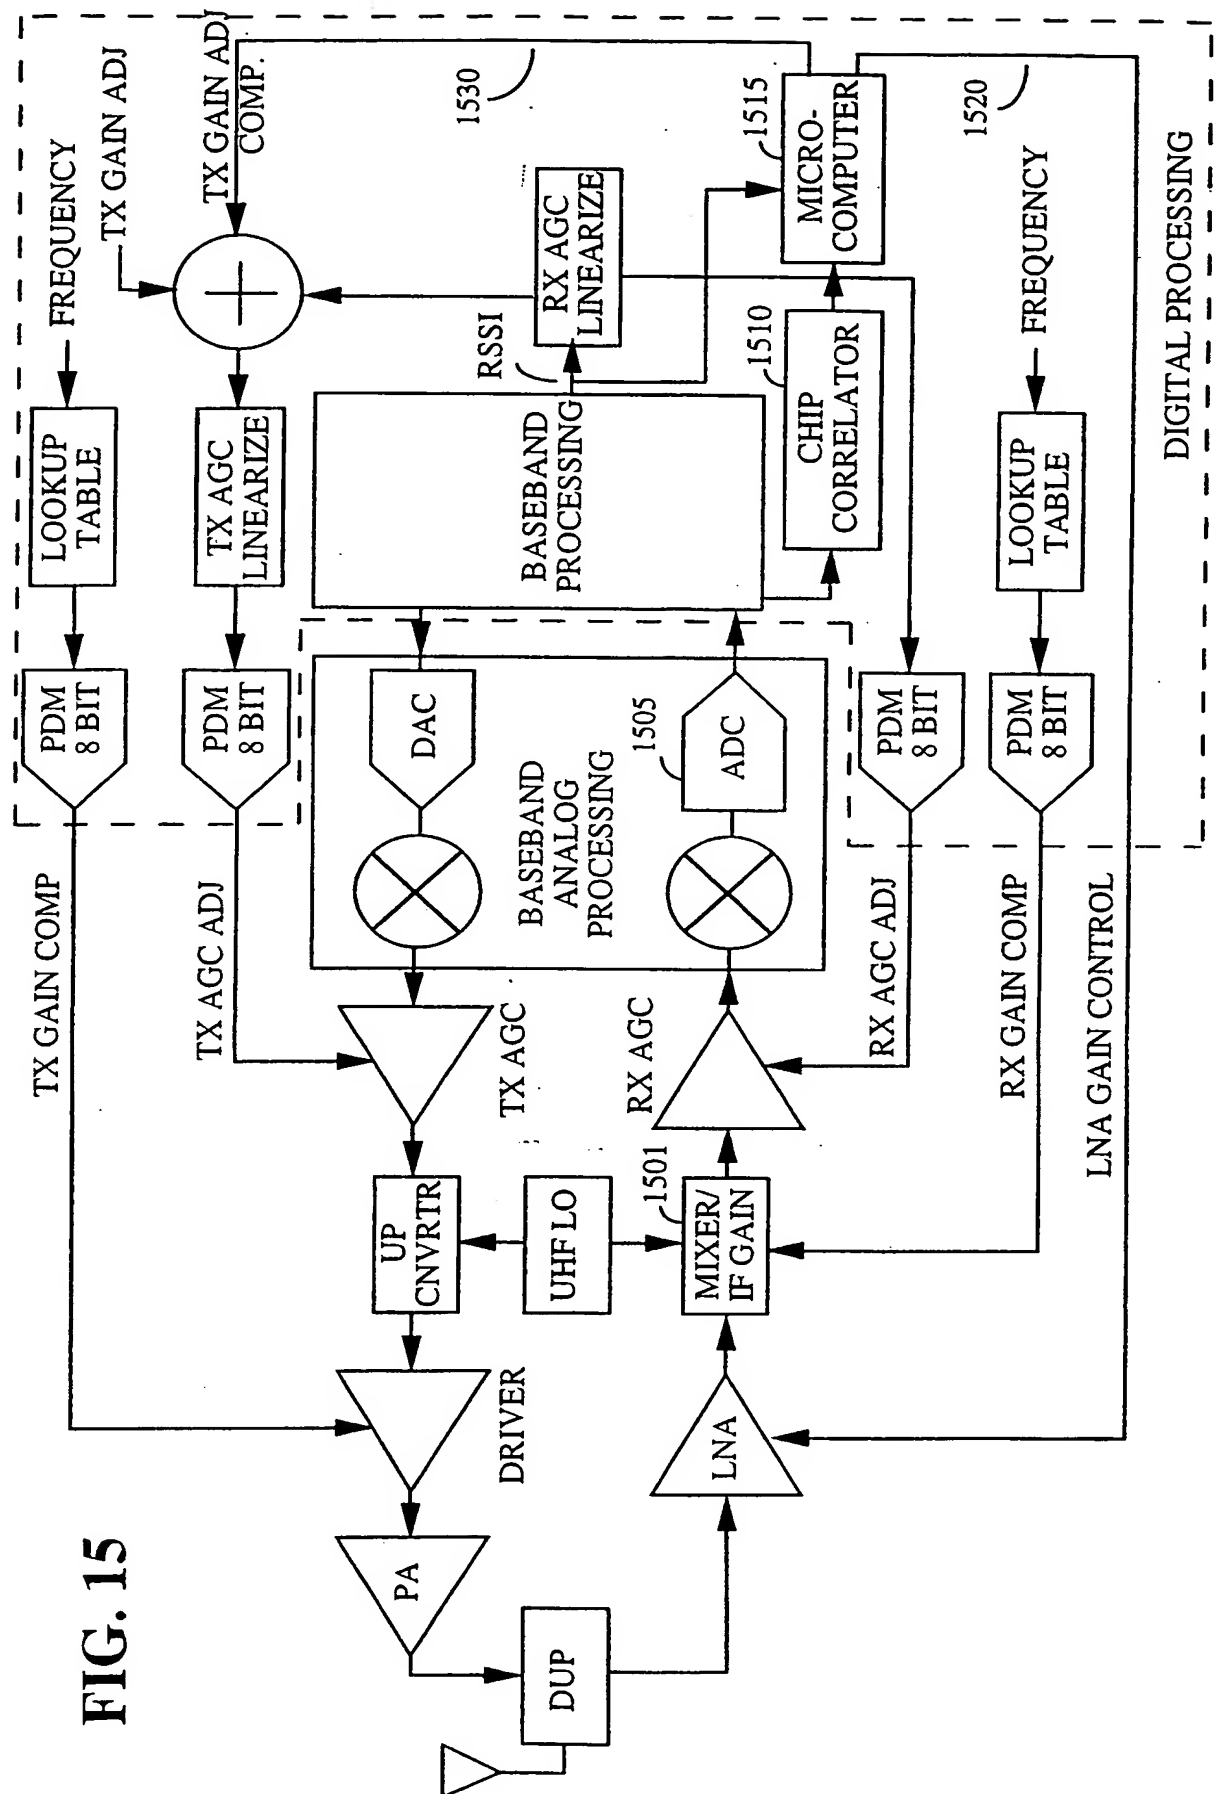 FIG. 15
TX GAIN COMP
PDM
8 BIT
LOOKUP
TABLE
FREQUENCY
TX GAIN ADJ
TX AGC ADJ
PDM
8 BIT
TX AGC
LINEARIZE
TX GAIN ADJ
COMP.
1530
PA
DRIVER
UP
CNVRTR
TX AGC
DAC
BASEBAND
ANALOG
PROCESSING
BASEBAND
PROCESSING
RSSI
RX AGC
LINEARIZE
DUP
UHF LO
LNA
MIXER/
IF GAIN
1501
RX AGC
ADC
1505
CHIP
CORRELATOR
1510
MICRO-
COMPUTER
1515
RX AGC ADJ
PDM
8 BIT
RX GAIN COMP
PDM
8 BIT
LOOKUP
TABLE
FREQUENCY
1520
LNA GAIN CONTROL
DIGITAL PROCESSING